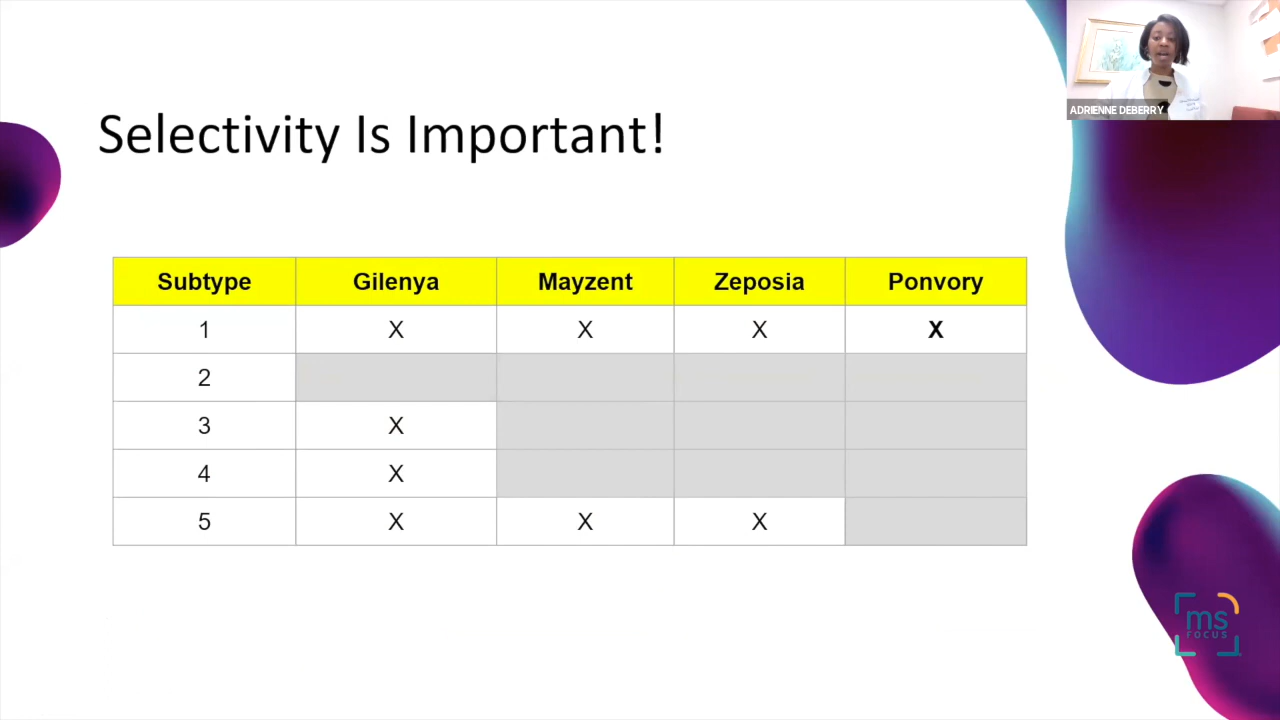 ADRIENNE DEBERRY
Selectivity Is Important!
Subtype Gilenya Mayzent Zeposia Ponvory
1 X X X X
2
3 X
4 X
5 X X X
ms
FOCUS